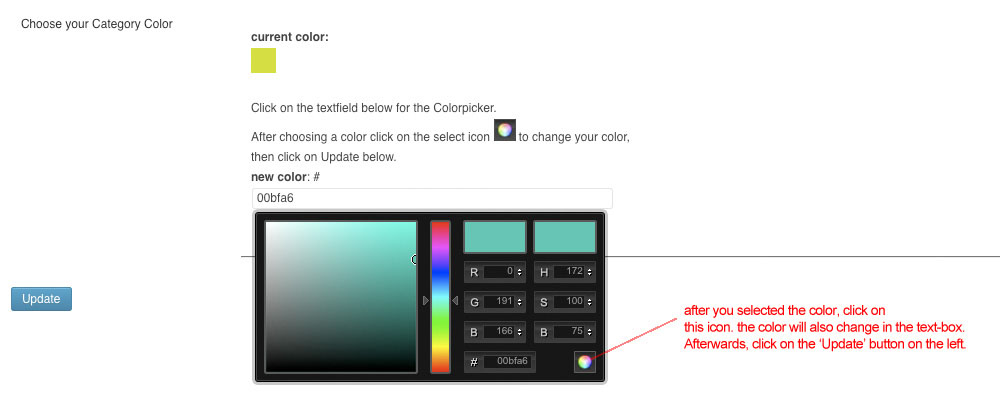 Choose your Category Color
current color:
Click on the textfield below for the Colorpicker.
After choosing a color click on the select icon to change your color,
then click on Update below.
new color: #
00bfa6
R 0 H 172
G 191 S 100
B 166 B 75
# 00bfa6
Update
after you selected the color, click on
this icon. the color will also change in the text-box.
Afterwards, click on the ‘Update’ button on the left.